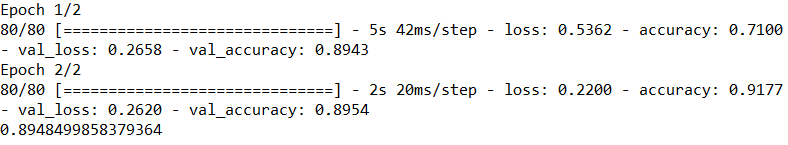 Epoch 1/2
80/80 [==============================] - 5s 42ms/step - loss: 0.5362 - accuracy: 0.7100
- val_loss: 0.2658 - val_accuracy: 0.8943
Epoch 2/2
80/80 [==============================] - 2s 20ms/step - loss: 0.2200 - accuracy: 0.9177
- val_loss: 0.2620 - val_accuracy: 0.8954
0.8948499858379364